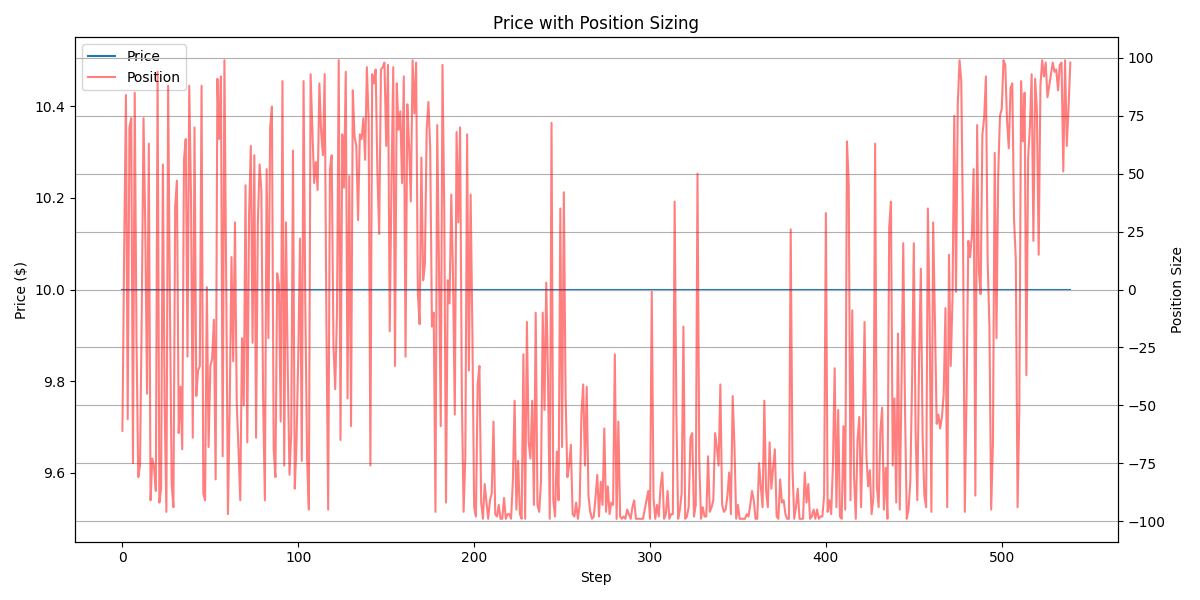 Price with Position Sizing
Price
Position
Price ($)
10.4
10.2
10.0
9.8
9.6
100
75
50
25
0
−25
−50
−75
−100
Position Size
0 100 200 300 400 500
Step